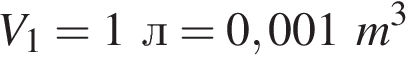 V₁ = 1 л = 0,001 m³